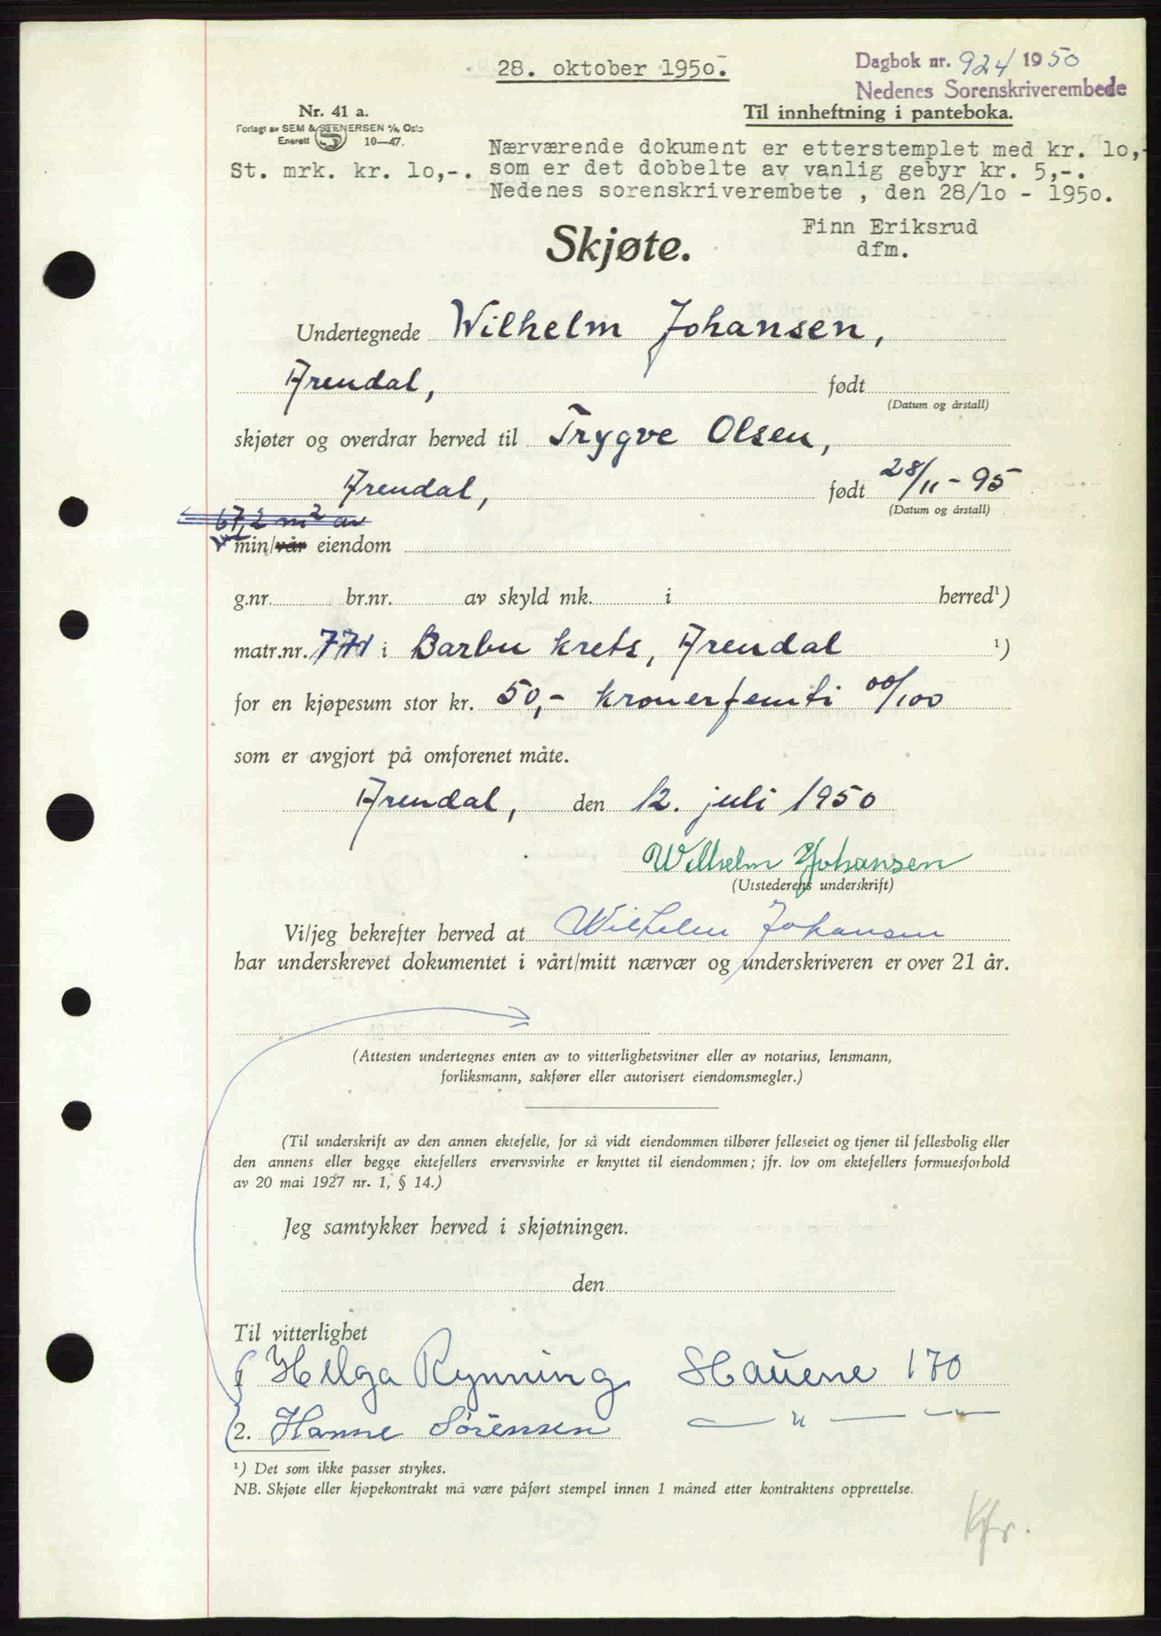 28. oktober 1950.
Dagbok nr. 924 1950
Nedenes Sorenskriverembede
Nr. 41 a.
Forlagt av SEM & STENERSEN A/S, Oslo
Enerett 10—47.
Til innheftning i panteboka.
St. mrk. kr. 10,-.
Nærværende dokument er etterstemplet med kr. 10,-
som er det dobbelte av vanlig gebyr kr. 5,-.
Nedenes sorenskriverembete , den 28/10 - 1950.
Finn Eriksrud
dfm.
Skjøte.
Undertegnede Wilhelm Johansen,
Arendal, født
(Datum og årstall)
skjøter og overdrar herved til Trygve Olsen,
Arendal, født 28/11 - 95
(Datum og årstall)
67,2 m2 av
min/vår eiendom
g.nr. br.nr. av skyld mk. i herred¹)
matr.nr. 771 i Barbu krets, Arendal ¹)
for en kjøpesum stor kr. 50,- kronerfemti 00/100
som er avgjort på omforenet måte.
Arendal, den 12. juli 1950
Wilhelm Johansen
(Utstederens underskrift)
Vi/jeg bekrefter herved at Wilhelm Johansen
har underskrevet dokumentet i vårt/mitt nærvær og underskriveren er over 21 år.
(Attesten undertegnes enten av to vitterlighetsvitner eller av notarius, lensmann,
forliksmann, sakfører eller autorisert eiendomsmegler.)
(Til underskrift av den annen ektefelle, for så vidt eiendommen tilhører felleseiet og tjener til fellesbolig eller
den annens eller begge ektefellers ervervsvirke er knyttet til eiendommen; jfr. lov om ektefellers formuesforhold
av 20 mai 1927 nr. 1, § 14.)
Jeg samtykker herved i skjøtningen.
den
Til vitterlighet
1 Helga Rynning Stauene 170
2. Hanne Sørensen — " —
¹) Det som ikke passer strykes.
NB. Skjøte eller kjøpekontrakt må være påført stempel innen 1 måned etter kontraktens opprettelse.
Kfr.